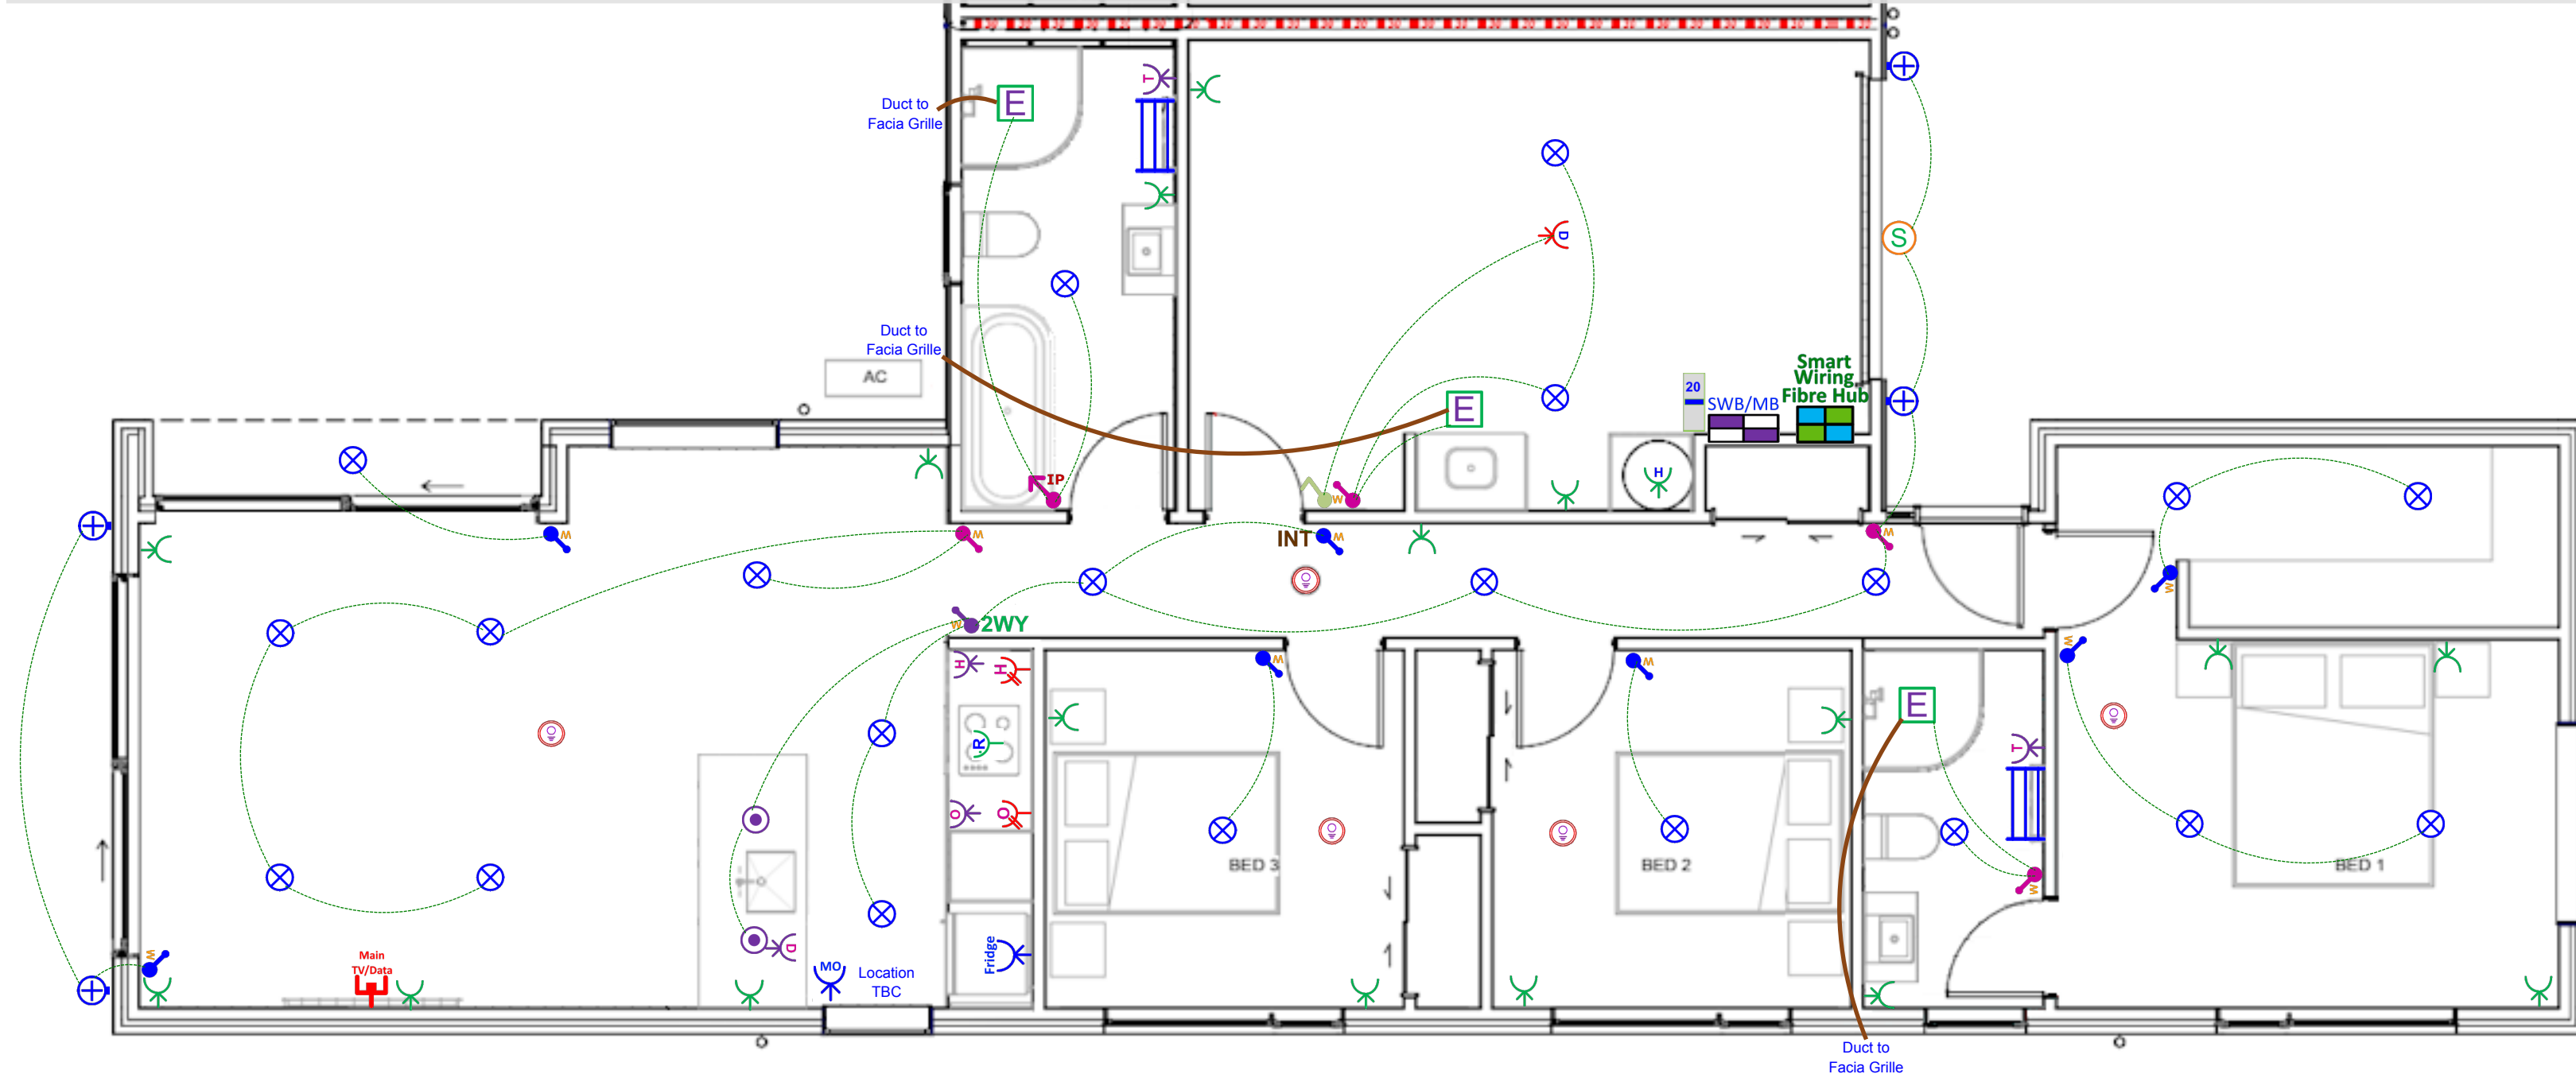 T
Duct to
Facia Grille
E
D
S
Duct to
Facia Grille
AC
Smart
Wiring
Fibre Hub
20
SWB/MB
E
H
IP
W
W
W
W
INT
W
W
2WY
W
H
H
W
W
W
E
T
R
D
O
O
BED 3
BED 2
BED 1
W
W
Main
TV/Data
MO
Location
TBC
Fridge
Duct to
Facia Grille